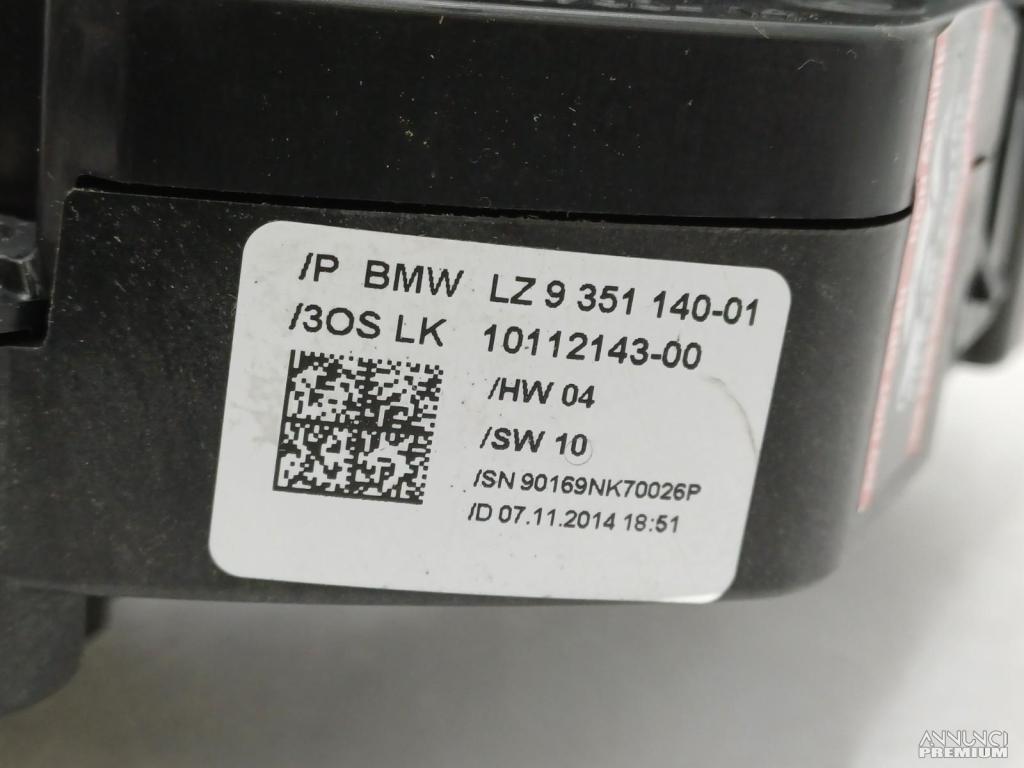 /P BMW LZ 9 351 140-01
/3OS LK 10112143-00
/HW 04
/SW 10
/SN 90169NK70026P
/D 07.11.2014 18:51
ANNUNCI
PREMIUM